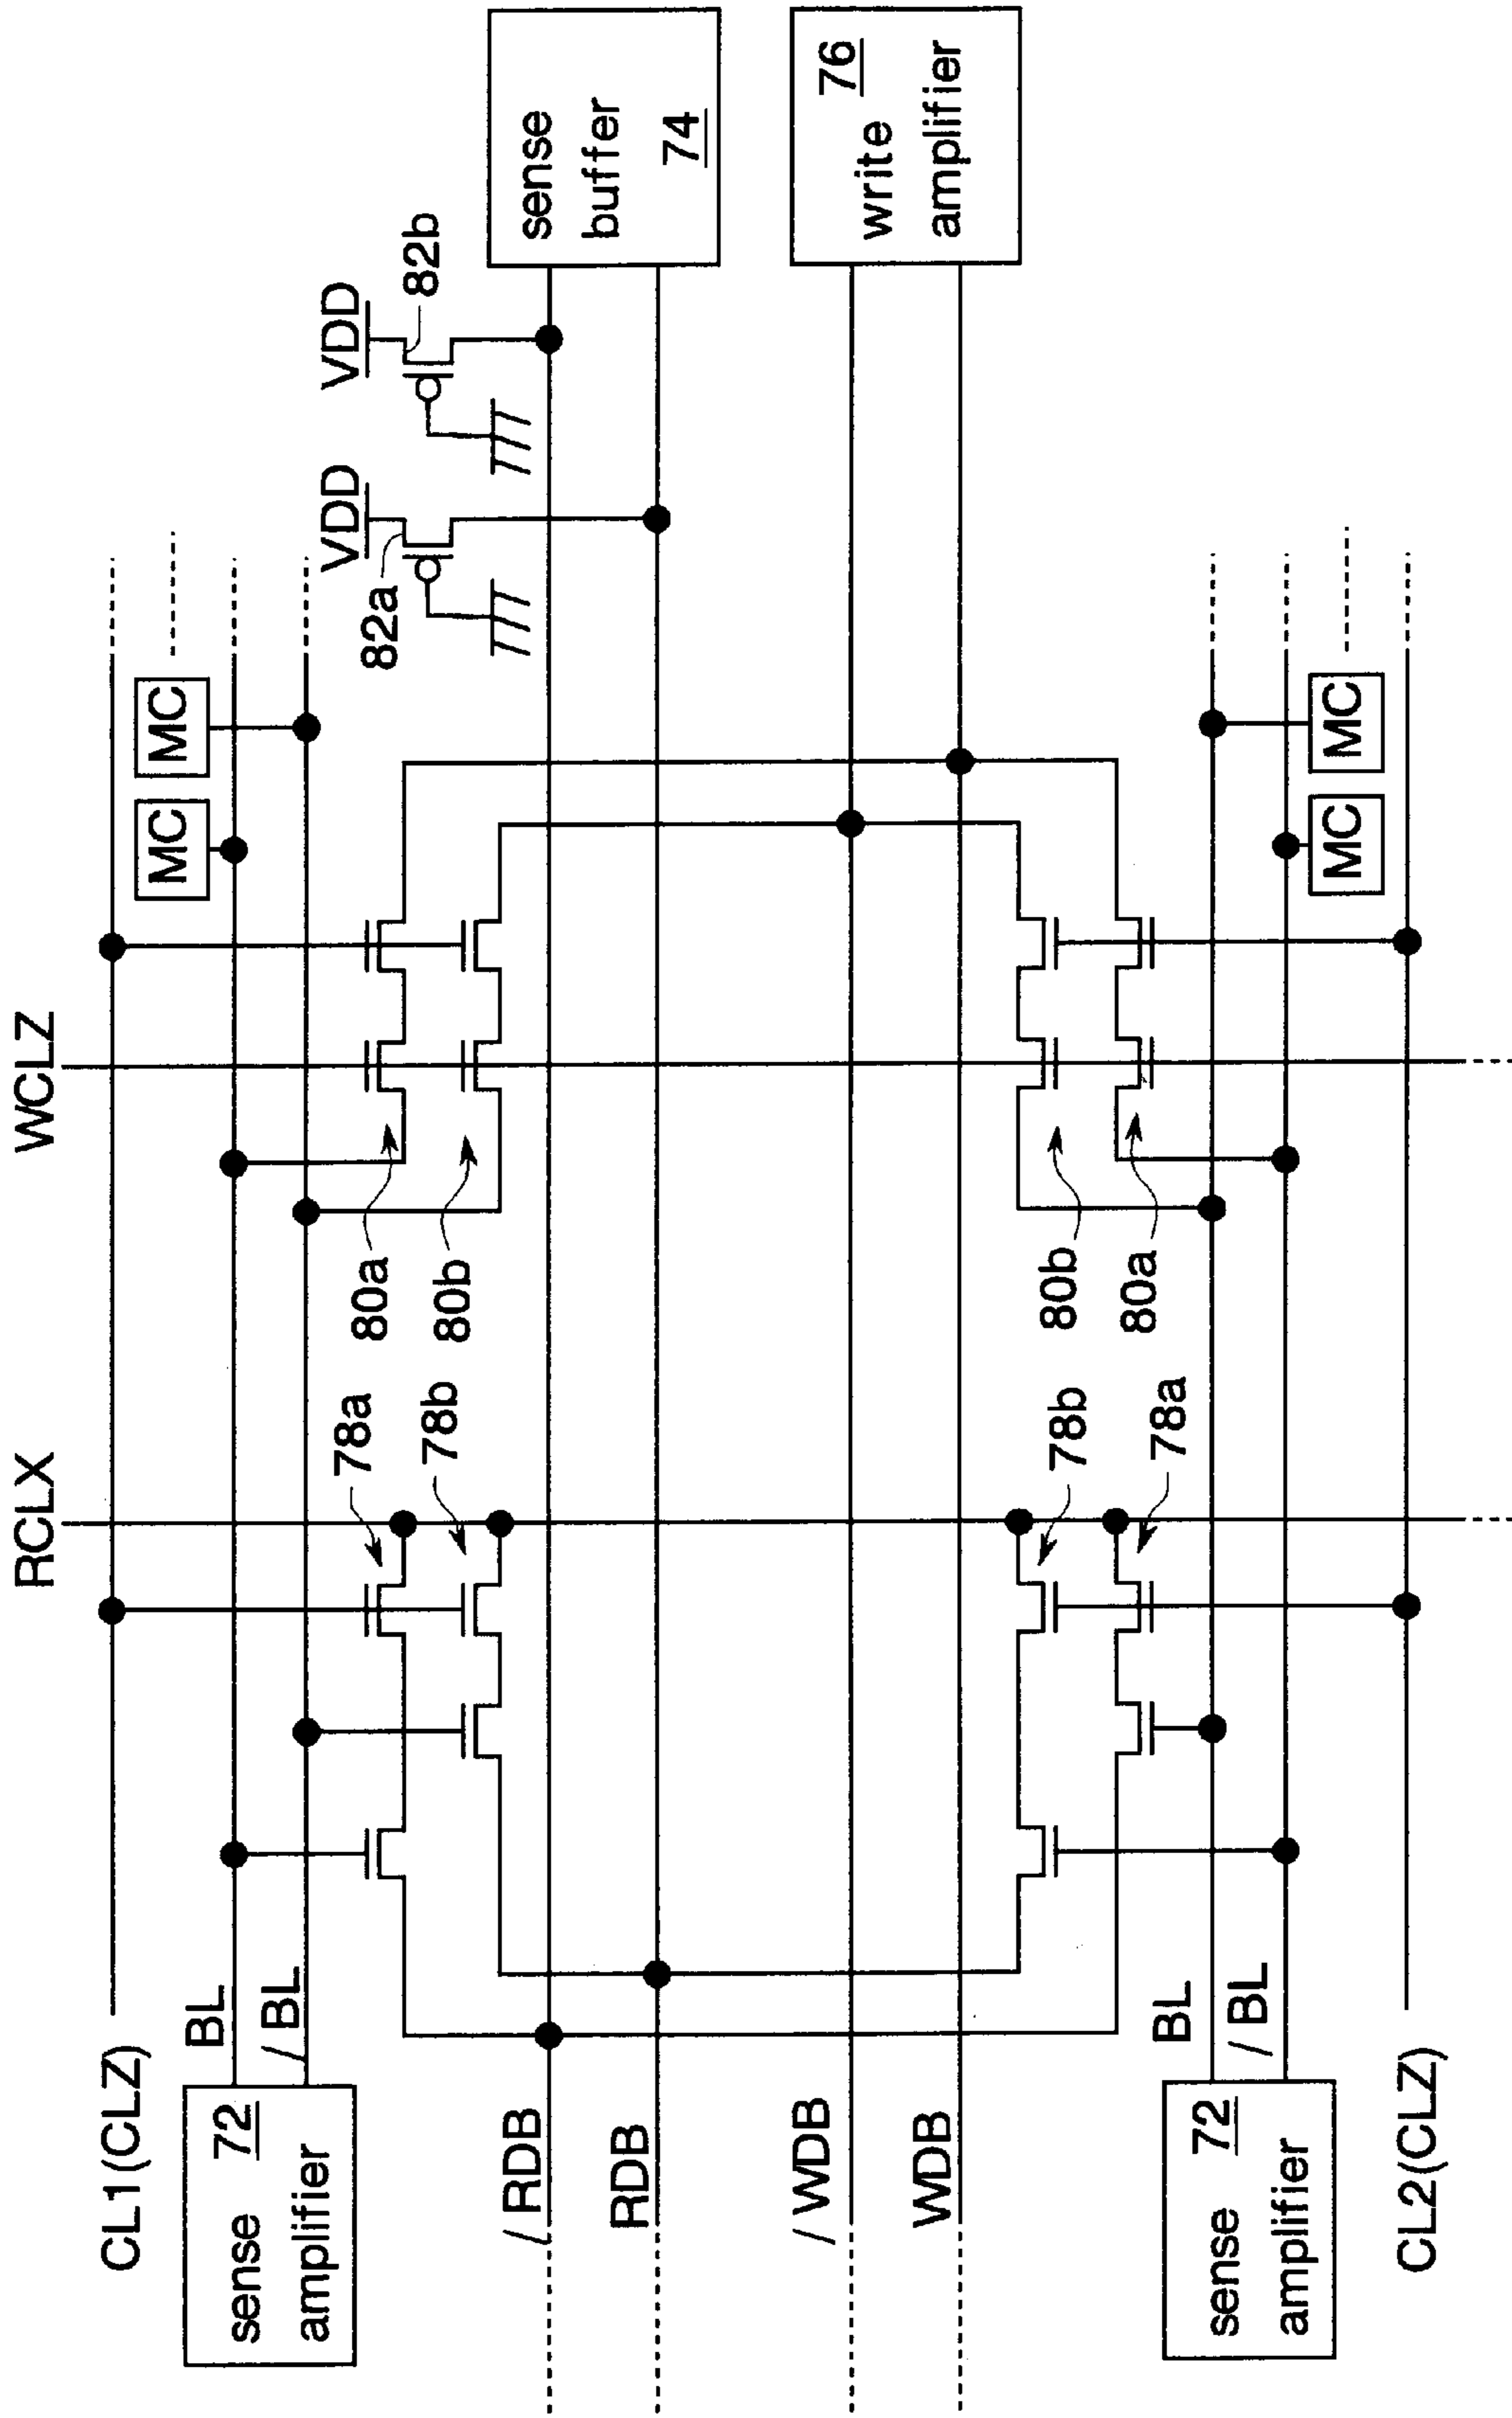 RCLX
WCLZ
CL1(CLZ)
MC
MC
BL
sense 72
amplifier
/ BL
VDD
VDD
78a
80a
82a
82b
78b
80b
/ RDB
sense
buffer
74
RDB
/ WDB
76
write
amplifier
WDB
78b
80b
78a
80a
BL
sense 72
amplifier
/ BL
MC
MC
CL2(CLZ)